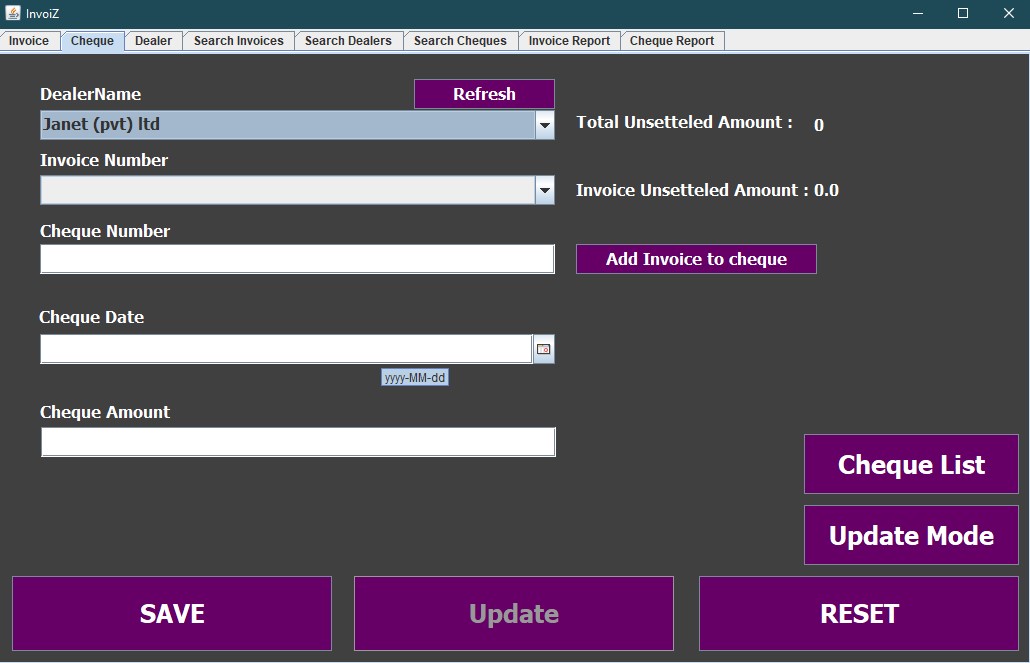 InvoiZ
Invoice Cheque Dealer Search Invoices Search Dealers Search Cheques Invoice Report Cheque Report
DealerName
Refresh
Janet (pvt) ltd
Total Unsetteled Amount : 0
Invoice Number
Invoice Unsetteled Amount : 0.0
Cheque Number
Add Invoice to cheque
Cheque Date
yyyy-MM-dd
Cheque Amount
Cheque List
Update Mode
SAVE Update RESET